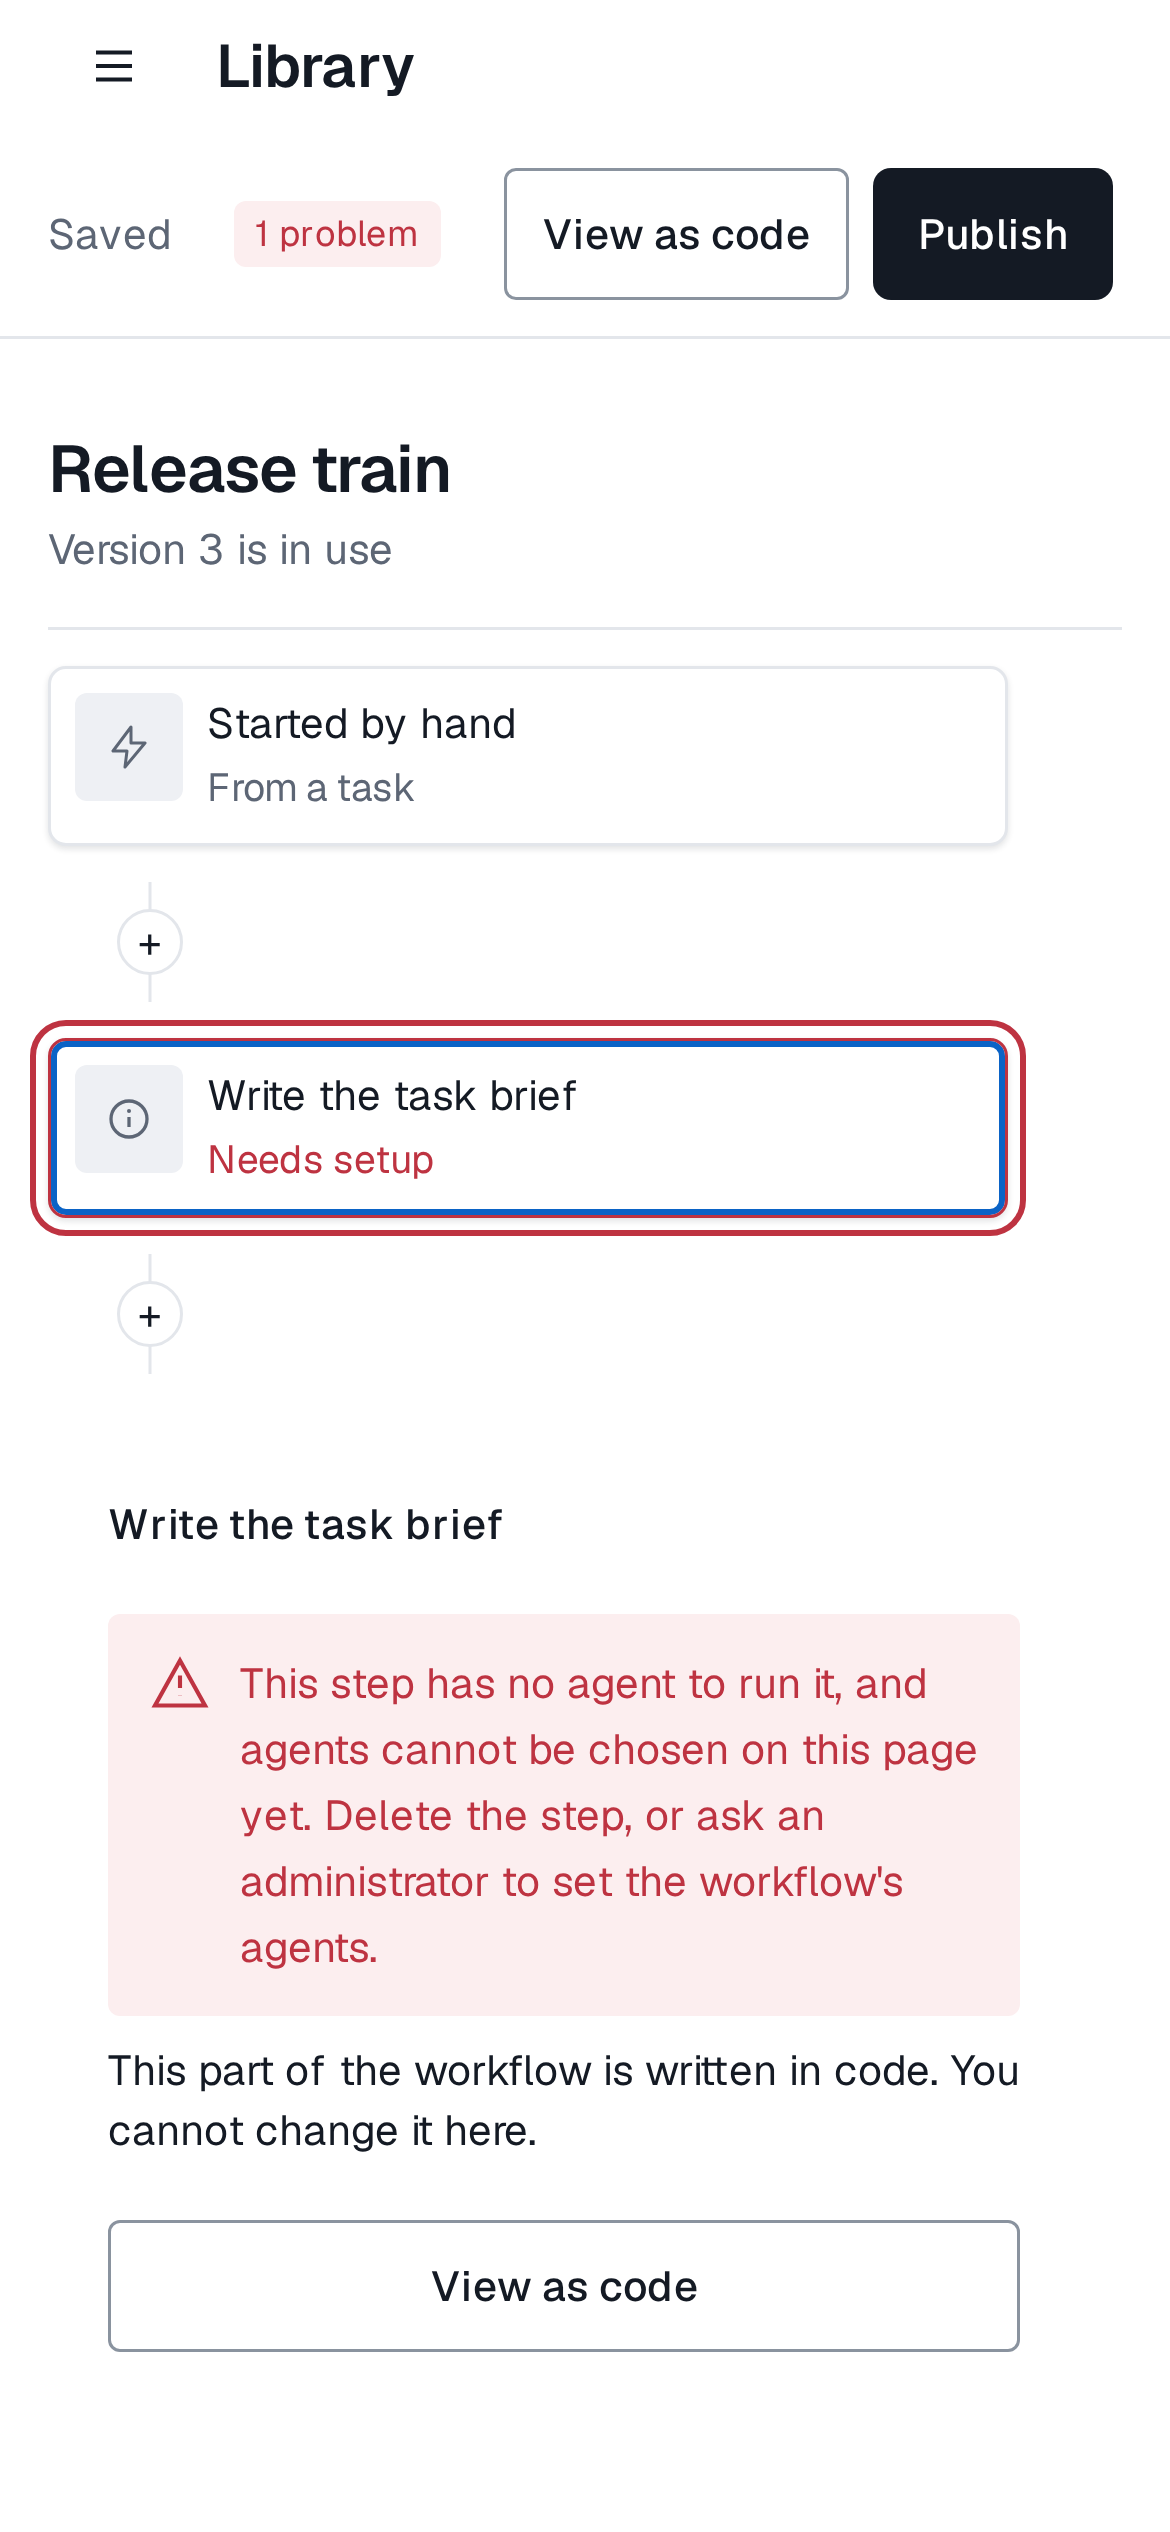 Library
Saved
1 problem
View as code
Publish
Release train
Version 3 is in use
Started by hand
From a task
+
Write the task brief
Needs setup
+
Write the task brief
This step has no agent to run it, and
agents cannot be chosen on this page
yet. Delete the step, or ask an
administrator to set the workflow's
agents.
This part of the workflow is written in code. You
cannot change it here.
View as code